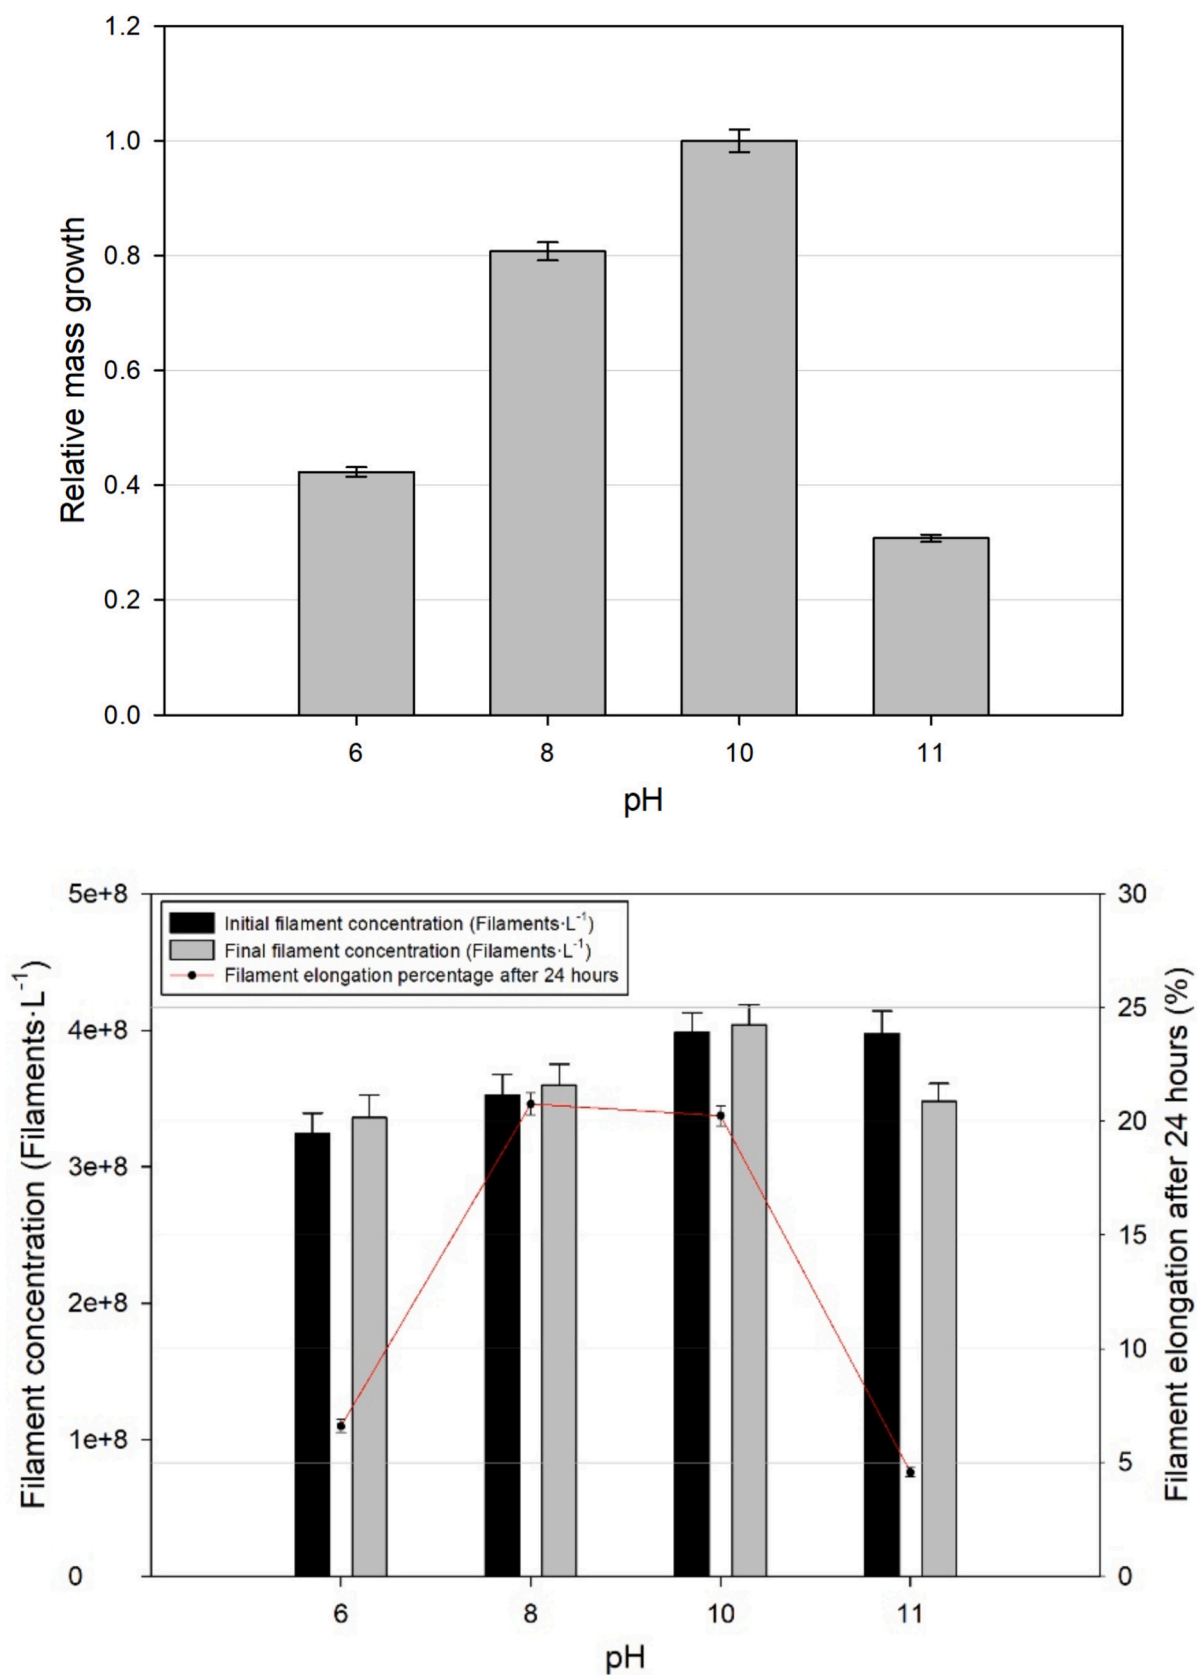 1.2
1.0
0.8
0.6
0.4
0.2
0.0
Relative mass growth
6 8 10 11
pH
5e+8
4e+8
3e+8
2e+8
1e+8
0
Filament concentration (Filaments·L⁻¹)
Initial filament concentration (Filaments·L⁻¹)
Final filament concentration (Filaments·L⁻¹)
Filament elongation percentage after 24 hours
30
25
20
15
10
5
0
Filament elongation after 24 hours (%)
6 8 10 11
pH